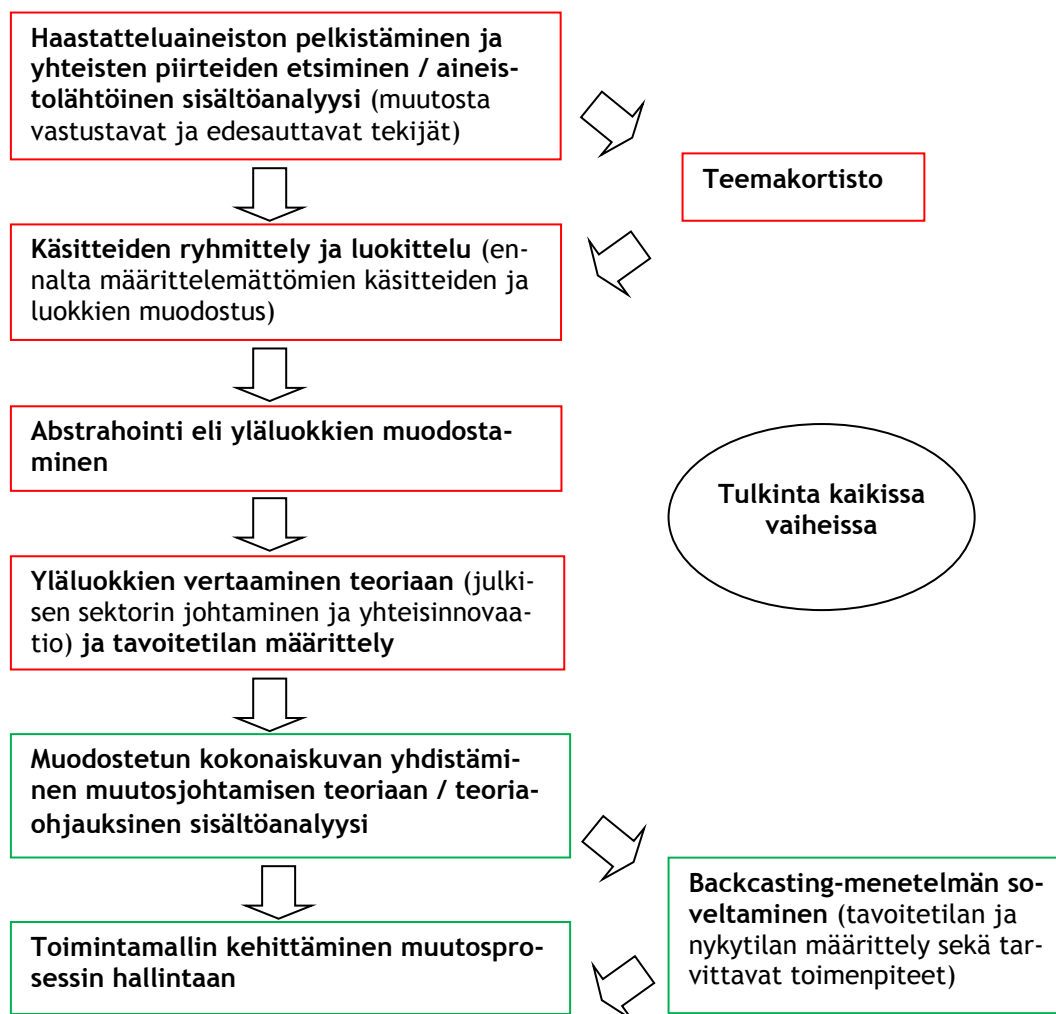 Haastatteluaineiston pelkistäminen ja
yhteisten piirteiden etsiminen / aineis-
tolähtöinen sisältöanalyysi (muutosta
vastustavat ja edesauttavat tekijät)
Teemakortisto
Käsitteiden ryhmittely ja luokittelu (en-
nalta määrittelemättömien käsitteiden ja
luokkien muodostus)
Abstrahointi eli yläluokkien muodosta-
minen
Tulkinta kaikissa
vaiheissa
Yläluokkien vertaaminen teoriaan (julki-
sen sektorin johtaminen ja yhteisinnovaa-
tio) ja tavoitetilan määrittely
Muodostetun kokonaiskuvan yhdistämi-
nen muutosjohtamisen teoriaan / teoria-
ohjauksinen sisältöanalyysi
Backcasting-menetelmän so-
veltaminen (tavoitetilan ja
nykytilan määrittely sekä tar-
vittavat toimenpiteet)
Toimintamallin kehittäminen muutospro-
sessin hallintaan